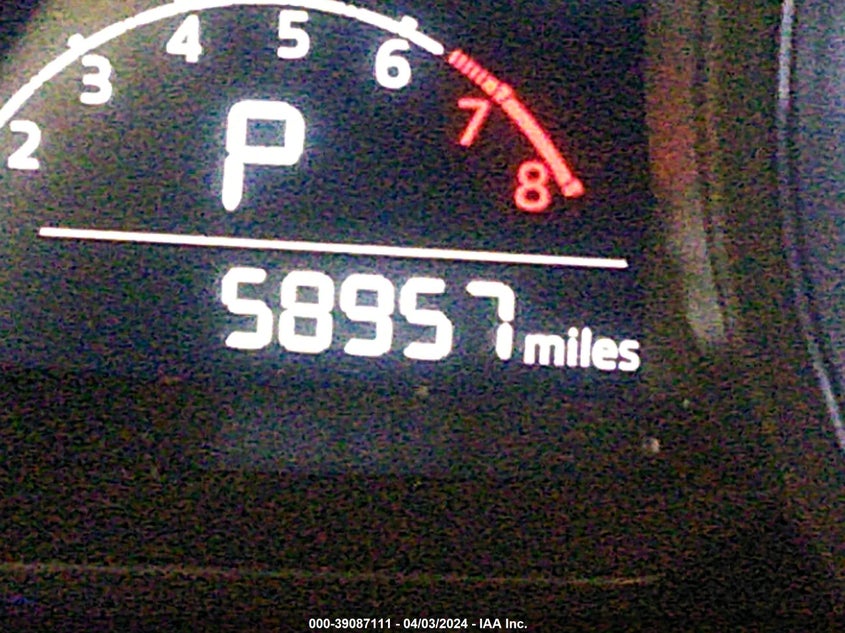 2 3 4 5 6 7 8
P
58957 miles
000-39087111 - 04/03/2024 - IAA Inc.